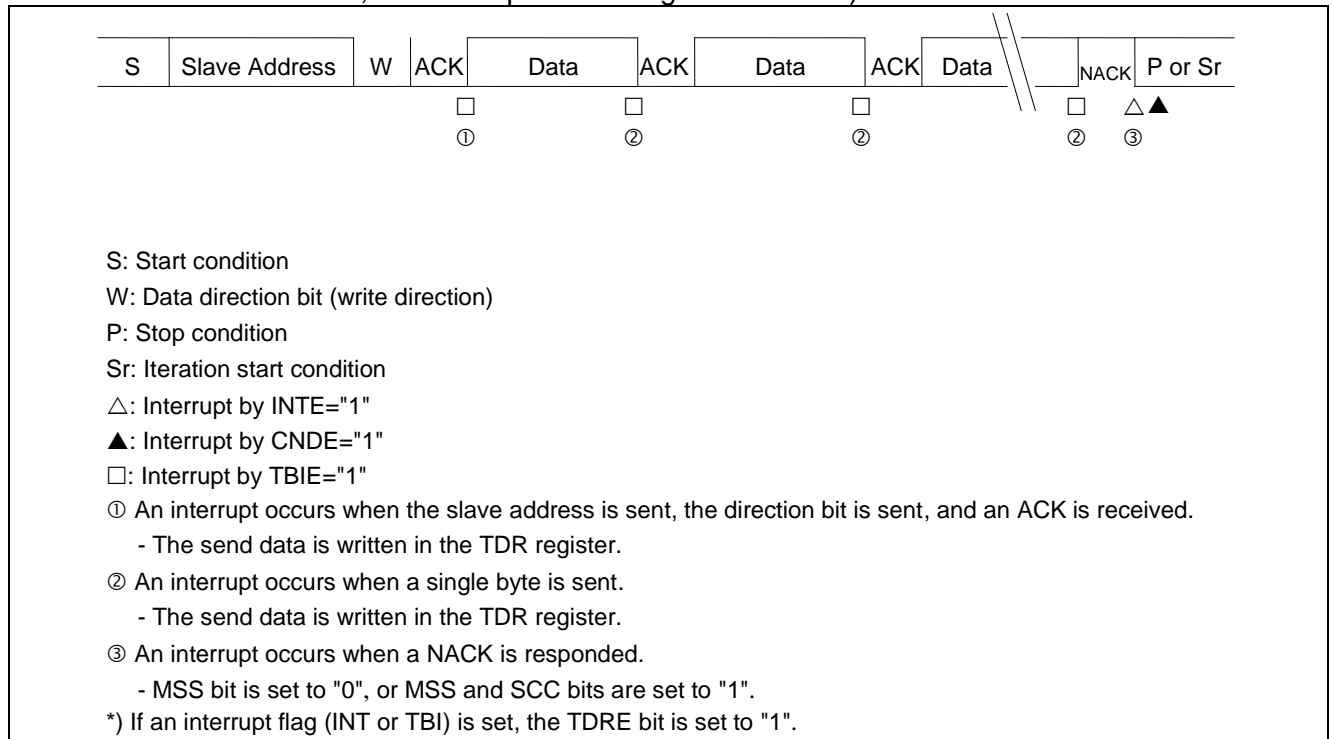 S Slave Address W ACK Data ACK Data ACK Data NACK P or Sr
□ □ □ □ △ ▲
① ② ② ② ③
S: Start condition
W: Data direction bit (write direction)
P: Stop condition
Sr: Iteration start condition
△: Interrupt by INTE="1"
▲: Interrupt by CNDE="1"
□: Interrupt by TBIE="1"
① An interrupt occurs when the slave address is sent, the direction bit is sent, and an ACK is received.
- The send data is written in the TDR register.
② An interrupt occurs when a single byte is sent.
- The send data is written in the TDR register.
③ An interrupt occurs when a NACK is responded.
- MSS bit is set to "0", or MSS and SCC bits are set to "1".
*) If an interrupt flag (INT or TBI) is set, the TDRE bit is set to "1".